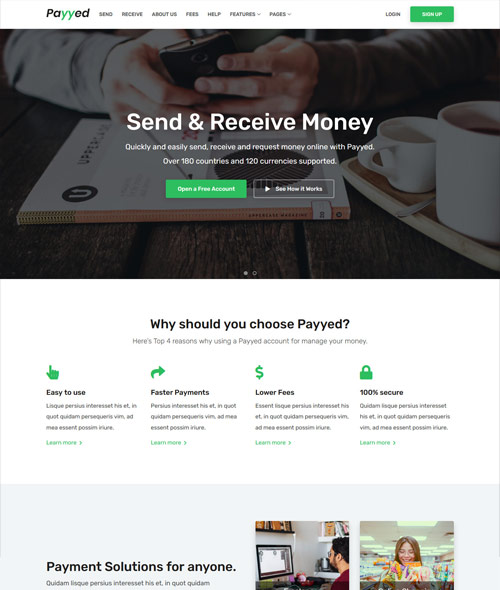 Payyed SEND RECEIVE ABOUT US FEES HELP FEATURES PAGES LOGIN SIGN UP
Send & Receive Money
Quickly and easily send, receive and request money online with Payyed.
Over 180 countries and 120 currencies supported.
Open a Free Account See How it Works
UPPERCASE
UPPERCASE MAGAZINE
Why should you choose Payyed?
Here's Top 4 reasons why using a Payyed account for manage your money.
Easy to use
Lisque persius interesset his et, in
quot quidam persequeris vim, ad
mea essent possim iriure.
Learn more
Faster Payments
Persius interesset his et, in quot
quidam persequeris vim, ad mea
essent possim iriure.
Learn more
Lower Fees
Essent lisque persius interesset his
et, in quot quidam persequeris
vim, ad mea essent possim iriure.
Learn more
100% secure
Quidam lisque persius interesset
his et, in quot quidam persequeris
vim, ad mea essent possim iriure.
Learn more
Payment Solutions for anyone.
Quidam lisque persius interesset his et, in quot quidam